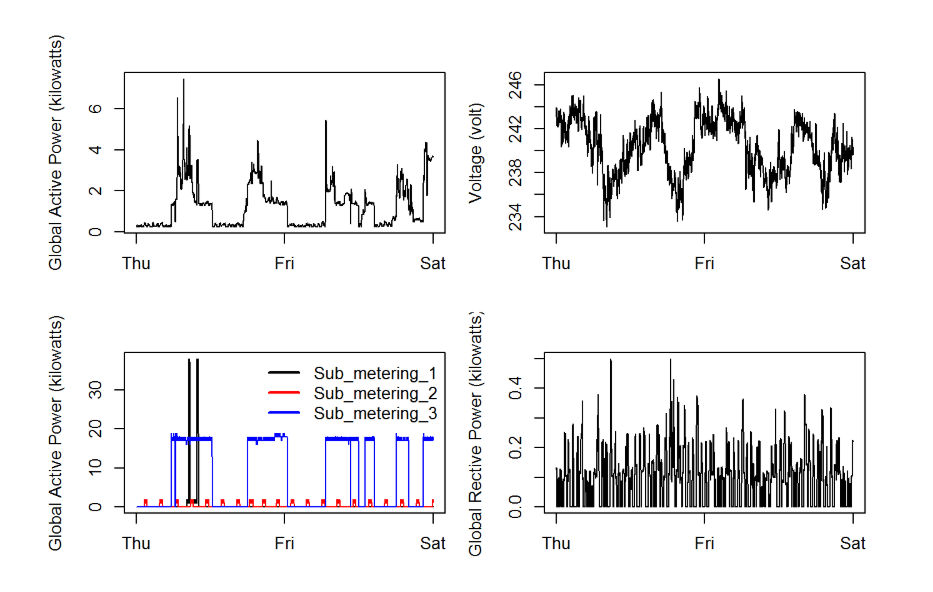 Global Active Power (kilowatts)
0 2 4 6
Thu Fri Sat
Voltage (volt)
234 238 242 246
Thu Fri Sat
Global Active Power (kilowatts)
0 10 20 30
Sub_metering_1
Sub_metering_2
Sub_metering_3
Thu Fri Sat
Global Rective Power (kilowatts)
0.0 0.2 0.4
Thu Fri Sat